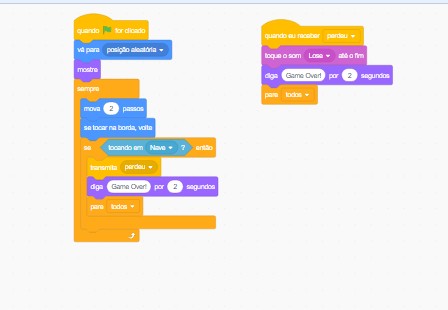 quando for clicado
vá para posição aleatória
mostre
sempre
mova 2 passos
se tocar na borda, volte
se tocando em Nave ? então
transmita perdeu
diga Game Over! por 2 segundos
pare todos
quando eu receber perdeu
toque o som Lose até o fim
diga Game Over! por 2 segundos
pare todos